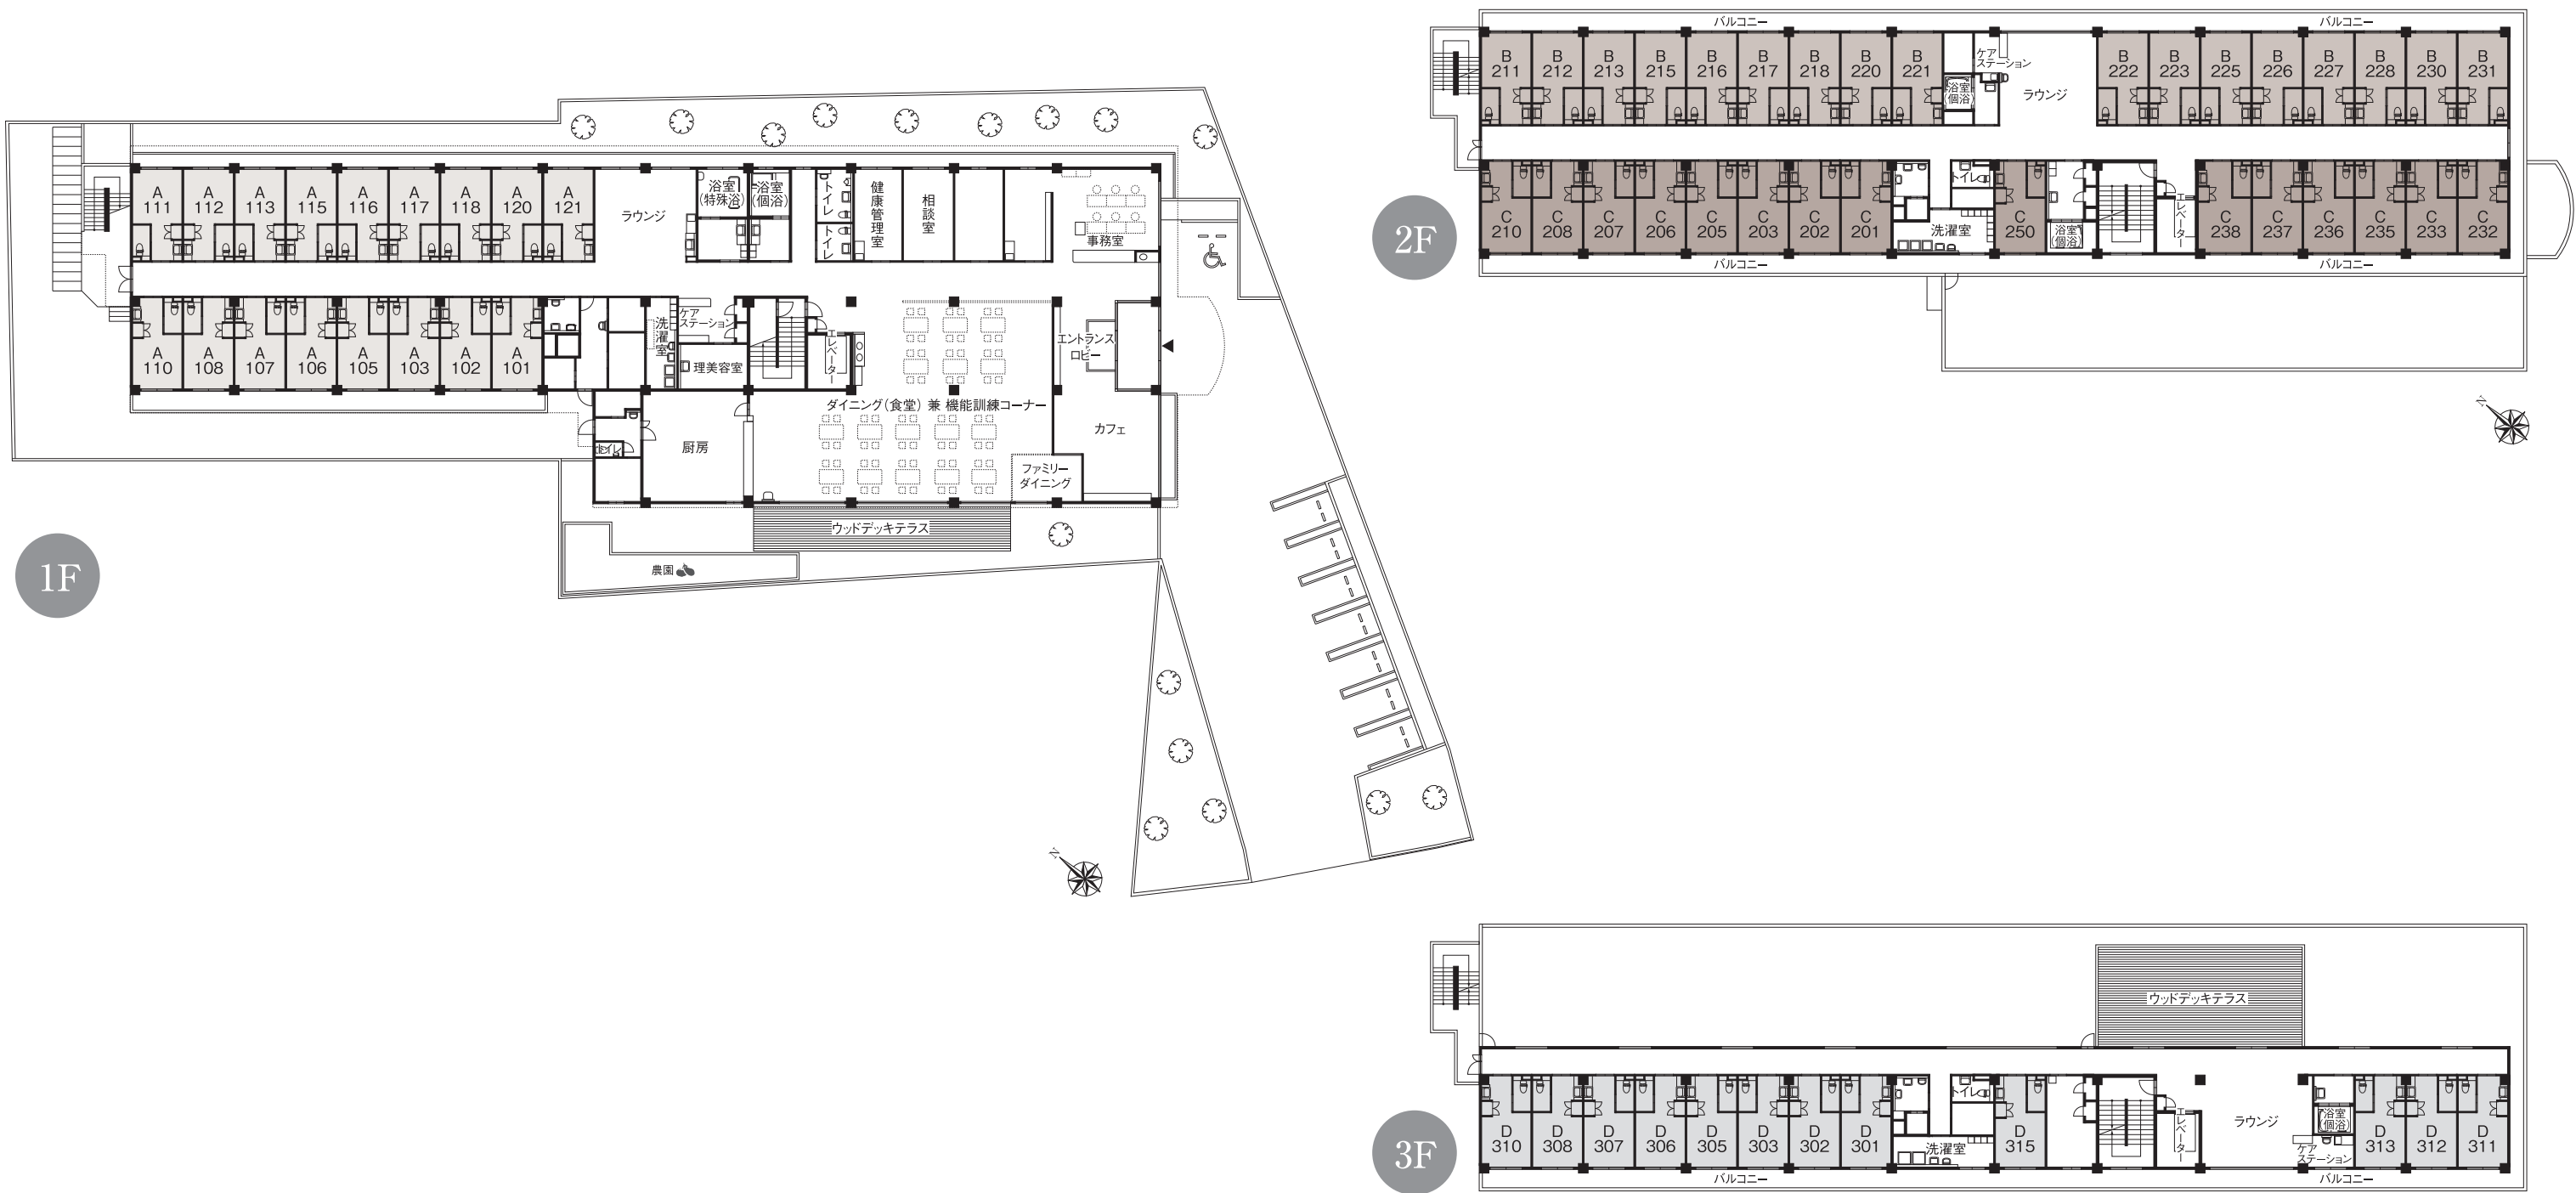 1F
A
111
A
112
A
113
A
115
A
116
A
117
A
118
A
120
A
121
ラウンジ
浴室
(特殊浴)
浴室
(個浴)
トイレ
トイレ
健康管理室
相談室
事務室
A
110
A
108
A
107
A
106
A
105
A
103
A
102
A
101
洗濯室
ケア
ステーション
理美容室
エレベーター
エントランス
ロビー
ダイニング(食堂) 兼 機能訓練コーナー
カフェ
トイレ
厨房
ファミリー
ダイニング
ウッドデッキテラス
農園
N
2F
バルコニー
バルコニー
B
211
B
212
B
213
B
215
B
216
B
217
B
218
B
220
B
221
浴室
(個浴)
ケア
ステーション
ラウンジ
B
222
B
223
B
225
B
226
B
227
B
228
B
230
B
231
C
210
C
208
C
207
C
206
C
205
C
203
C
202
C
201
トイレ
洗濯室
C
250
浴室
(個浴)
エレベーター
C
238
C
237
C
236
C
235
C
233
C
232
バルコニー
バルコニー
N
3F
ウッドデッキテラス
D
310
D
308
D
307
D
306
D
305
D
303
D
302
D
301
トイレ
洗濯室
D
315
エレベーター
ラウンジ
浴室
(個浴)
ケア
ステーション
D
313
D
312
D
311
バルコニー
バルコニー